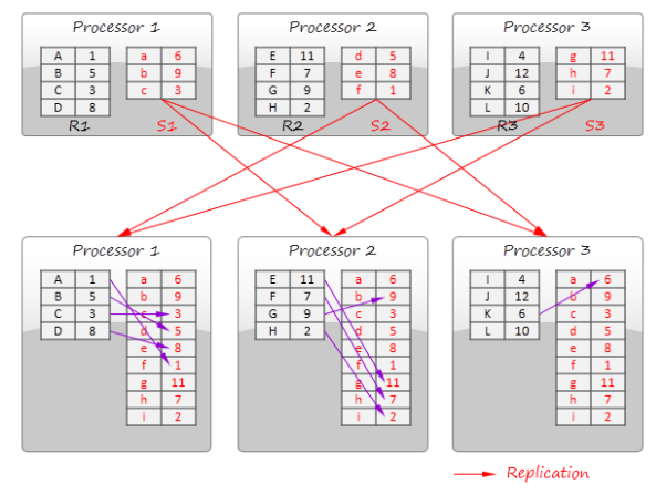 Processor 1 Processor 2 Processor 3
A 1 a 6 E 11 d 5 I 4 g 11
B 5 b 9 F 7 e 8 J 12 h 7
C 3 c 3 G 9 f 1 K 6 i 2
D 8 H 2 L 10
R1 S1 R2 S2 R3 S3
Processor 1 Processor 2 Processor 3
A 1 a 6 E 11 a 6 I 4 a 6
B 5 b 9 F 7 b 9 J 12 b 9
C 3 c 3 G 9 c 3 K 6 c 3
D 8 d 5 H 2 d 5 L 10 d 5
e 8 e 8 e 8
f 1 f 1 f 1
g 11 g 11 g 11
h 7 h 7 h 7
i 2 i 2 i 2
Replication